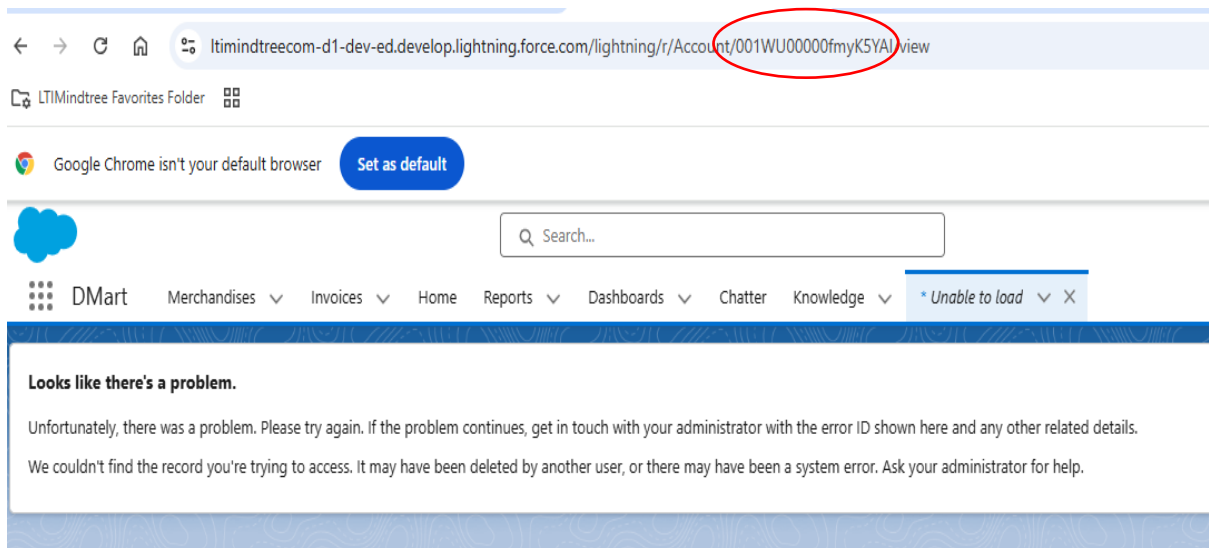 ltimindtreecom-d1-dev-ed.develop.lightning.force.com/lightning/r/Account/001WU00000fmyK5YAI/view
LTIMindtree Favorites Folder
Google Chrome isn't your default browser Set as default
Search...
DMart Merchandises Invoices Home Reports Dashboards Chatter Knowledge * Unable to load
Looks like there's a problem.
Unfortunately, there was a problem. Please try again. If the problem continues, get in touch with your administrator with the error ID shown here and any other related details.
We couldn't find the record you're trying to access. It may have been deleted by another user, or there may have been a system error. Ask your administrator for help.